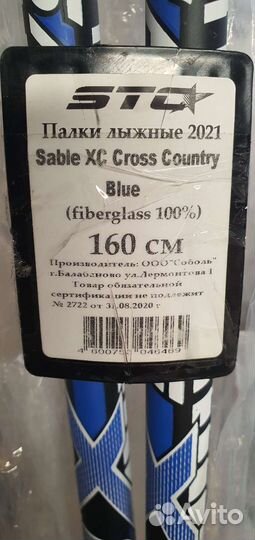 STC
Палки лыжные 2021
Sable XC Cross Country
Blue
(fiberglass 100%)
160 см
Производитель: ООО"Соболь"
г.Балабаново ул.Лермонтова 1
Товар обязательной
сертификации не подлежит
№ 2722 от 31.08.2020 г
Avito